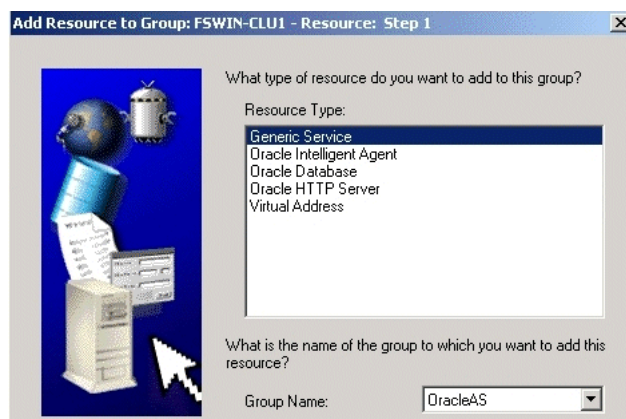 Add Resource to Group: FSWIN-CLU1 - Resource: Step 1
What type of resource do you want to add to this group?
Resource Type:
Generic Service
Oracle Intelligent Agent
Oracle Database
Oracle HTTP Server
Virtual Address
What is the name of the group to which you want to add this
resource?
Group Name:
OracleAS